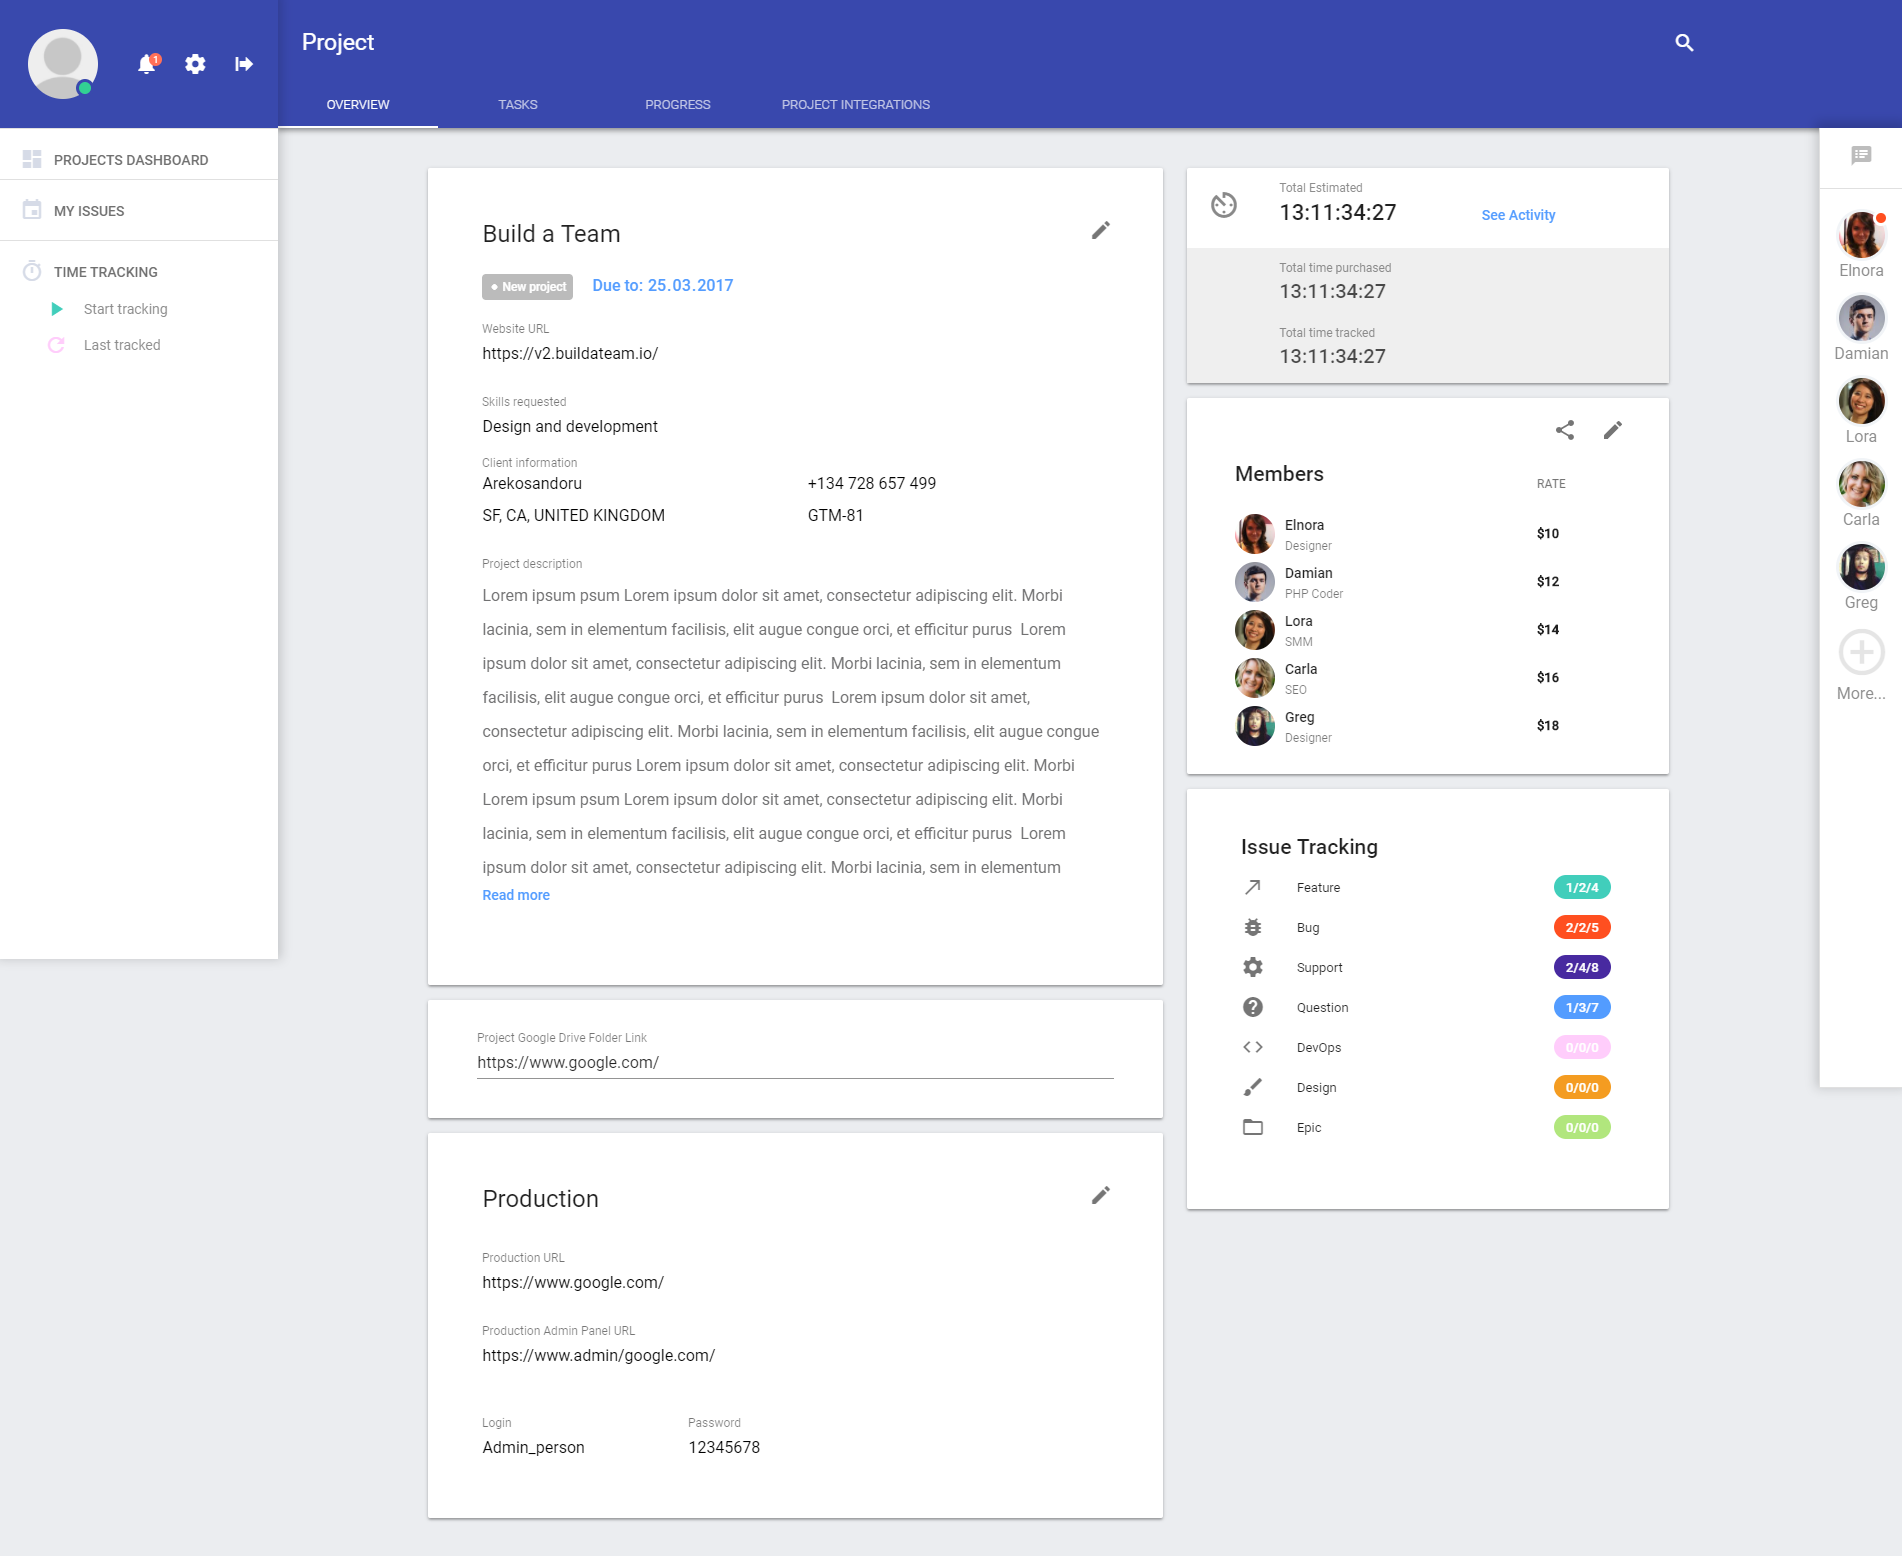 1
Project
OVERVIEW
TASKS
PROGRESS
PROJECT INTEGRATIONS
PROJECTS DASHBOARD
MY ISSUES
TIME TRACKING
Start tracking
Last tracked
Build a Team
New project
Due to: 25.03.2017
Website URL
https://v2.buildateam.io/
Skills requested
Design and development
Client information
Arekosandoru
+134 728 657 499
SF, CA, UNITED KINGDOM
GTM-81
Project description
Lorem ipsum psum Lorem ipsum dolor sit amet, consectetur adipiscing elit. Morbi
lacinia, sem in elementum facilisis, elit augue congue orci, et efficitur purus  Lorem
ipsum dolor sit amet, consectetur adipiscing elit. Morbi lacinia, sem in elementum
facilisis, elit augue congue orci, et efficitur purus  Lorem ipsum dolor sit amet,
consectetur adipiscing elit. Morbi lacinia, sem in elementum facilisis, elit augue congue
orci, et efficitur purus Lorem ipsum dolor sit amet, consectetur adipiscing elit. Morbi
Lorem ipsum psum Lorem ipsum dolor sit amet, consectetur adipiscing elit. Morbi
lacinia, sem in elementum facilisis, elit augue congue orci, et efficitur purus  Lorem
ipsum dolor sit amet, consectetur adipiscing elit. Morbi lacinia, sem in elementum
Read more
Project Google Drive Folder Link
https://www.google.com/
Production
Production URL
https://www.google.com/
Production Admin Panel URL
https://www.admin/google.com/
Login
Password
Admin_person
12345678
Total Estimated
13:11:34:27
See Activity
Total time purchased
13:11:34:27
Total time tracked
13:11:34:27
Members
RATE
Elnora
Designer
$10
Damian
PHP Coder
$12
Lora
SMM
$14
Carla
SEO
$16
Greg
Designer
$18
Issue Tracking
Feature
1/2/4
Bug
2/2/5
Support
2/4/8
Question
1/3/7
DevOps
0/0/0
Design
0/0/0
Epic
0/0/0
Elnora
Damian
Lora
Carla
Greg
More...